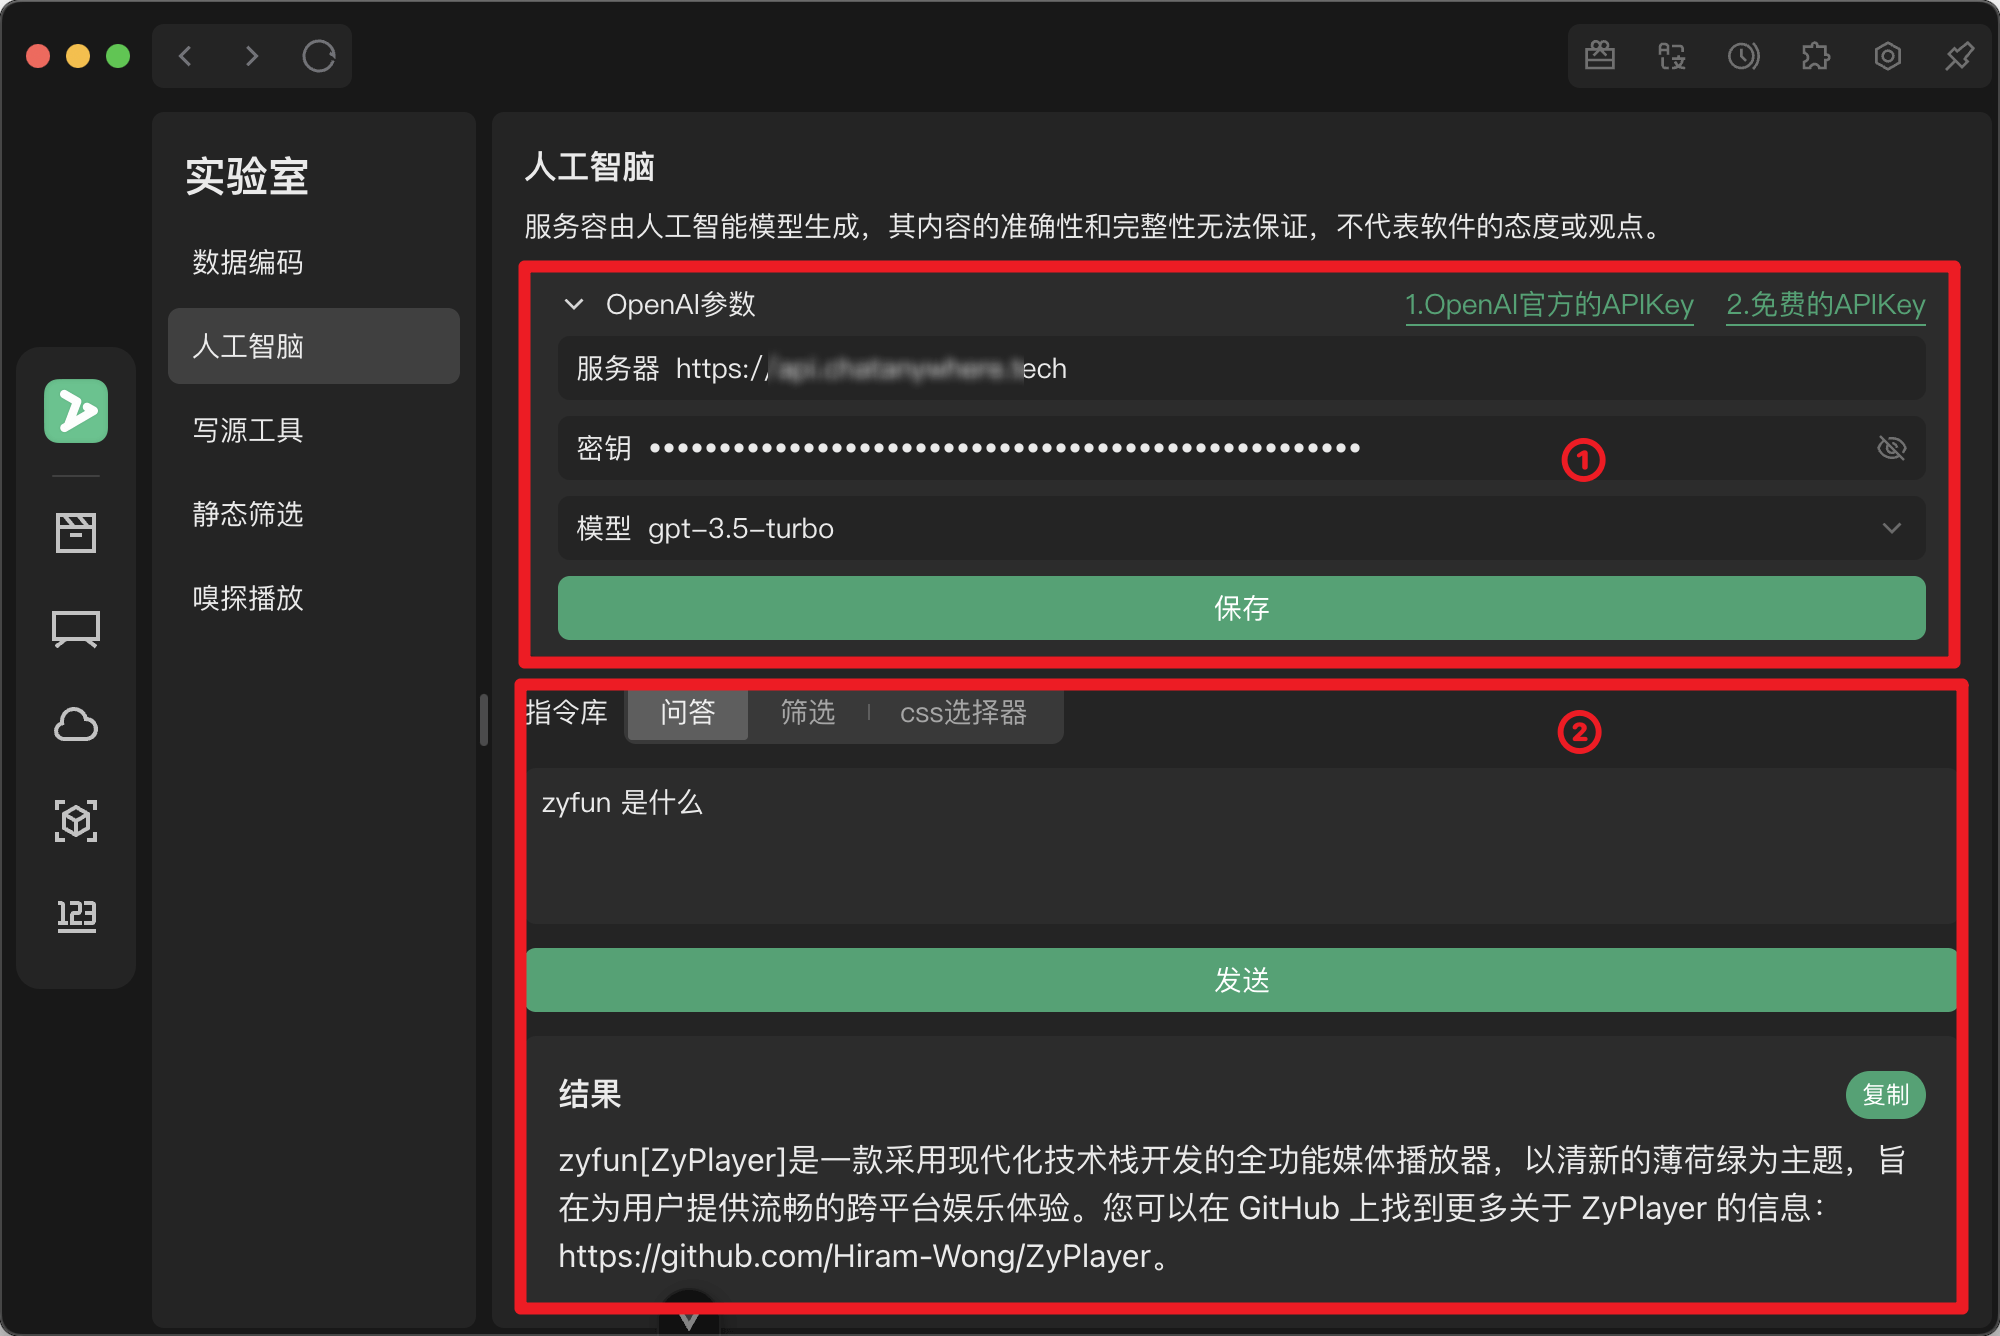 实验室
数据编码
人工智脑
写源工具
静态筛选
嗅探播放
123
人工智脑
服务容由人工智能模型生成，其内容的准确性和完整性无法保证，不代表软件的态度或观点。
OpenAI参数 1.OpenAI官方的APIKey 2.免费的APIKey
服务器 https://api.chatanywhere.tech
密钥 •••••••••••••••••••••••••••••••••••••••••••••••••••
1
模型 gpt-3.5-turbo
保存
指令库 问答 筛选 css选择器
2
zyfun 是什么
发送
结果 复制
zyfun[ZyPlayer]是一款采用现代化技术栈开发的全功能媒体播放器，以清新的薄荷绿为主题，旨
在为用户提供流畅的跨平台娱乐体验。您可以在 GitHub 上找到更多关于 ZyPlayer 的信息：
https://github.com/Hiram-Wong/ZyPlayer。